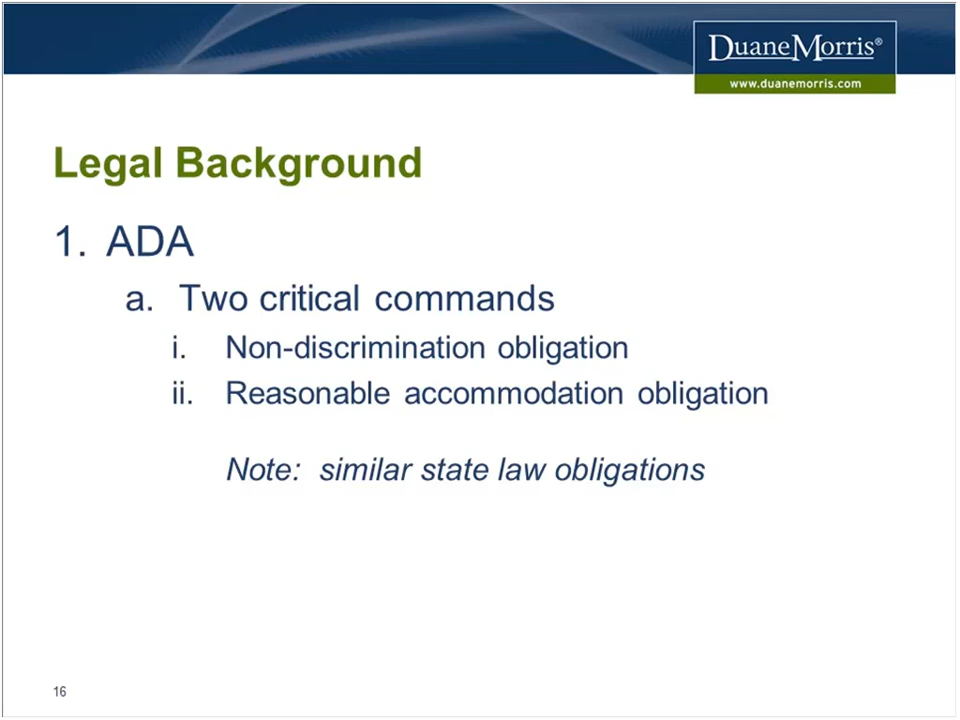 DuaneMorris®
www.duanemorris.com
Legal Background
1. ADA
a. Two critical commands
i. Non-discrimination obligation
ii. Reasonable accommodation obligation
Note: similar state law obligations
16